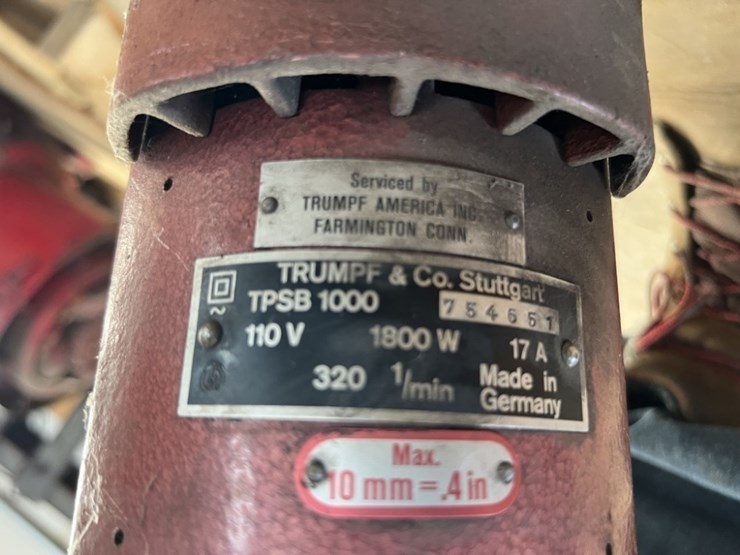 Serviced by
TRUMPF AMERICA INC.
FARMINGTON CONN.
TRUMPF & Co. Stuttgart
~ TPSB 1000 754661
110 V 1800 W 17 A
320 1/min Made in
Germany
Max.
10 mm = .4 in